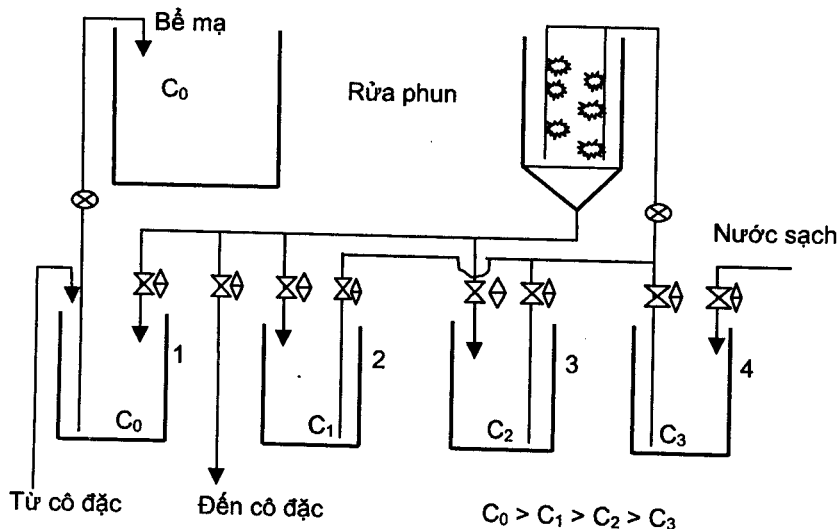 Bể mạ
C₀
Rửa phun
Nước sạch
1
2
3
4
C₀
C₁
C₂
C₃
Từ cô đặc
Đến cô đặc
C₀ > C₁ > C₂ > C₃